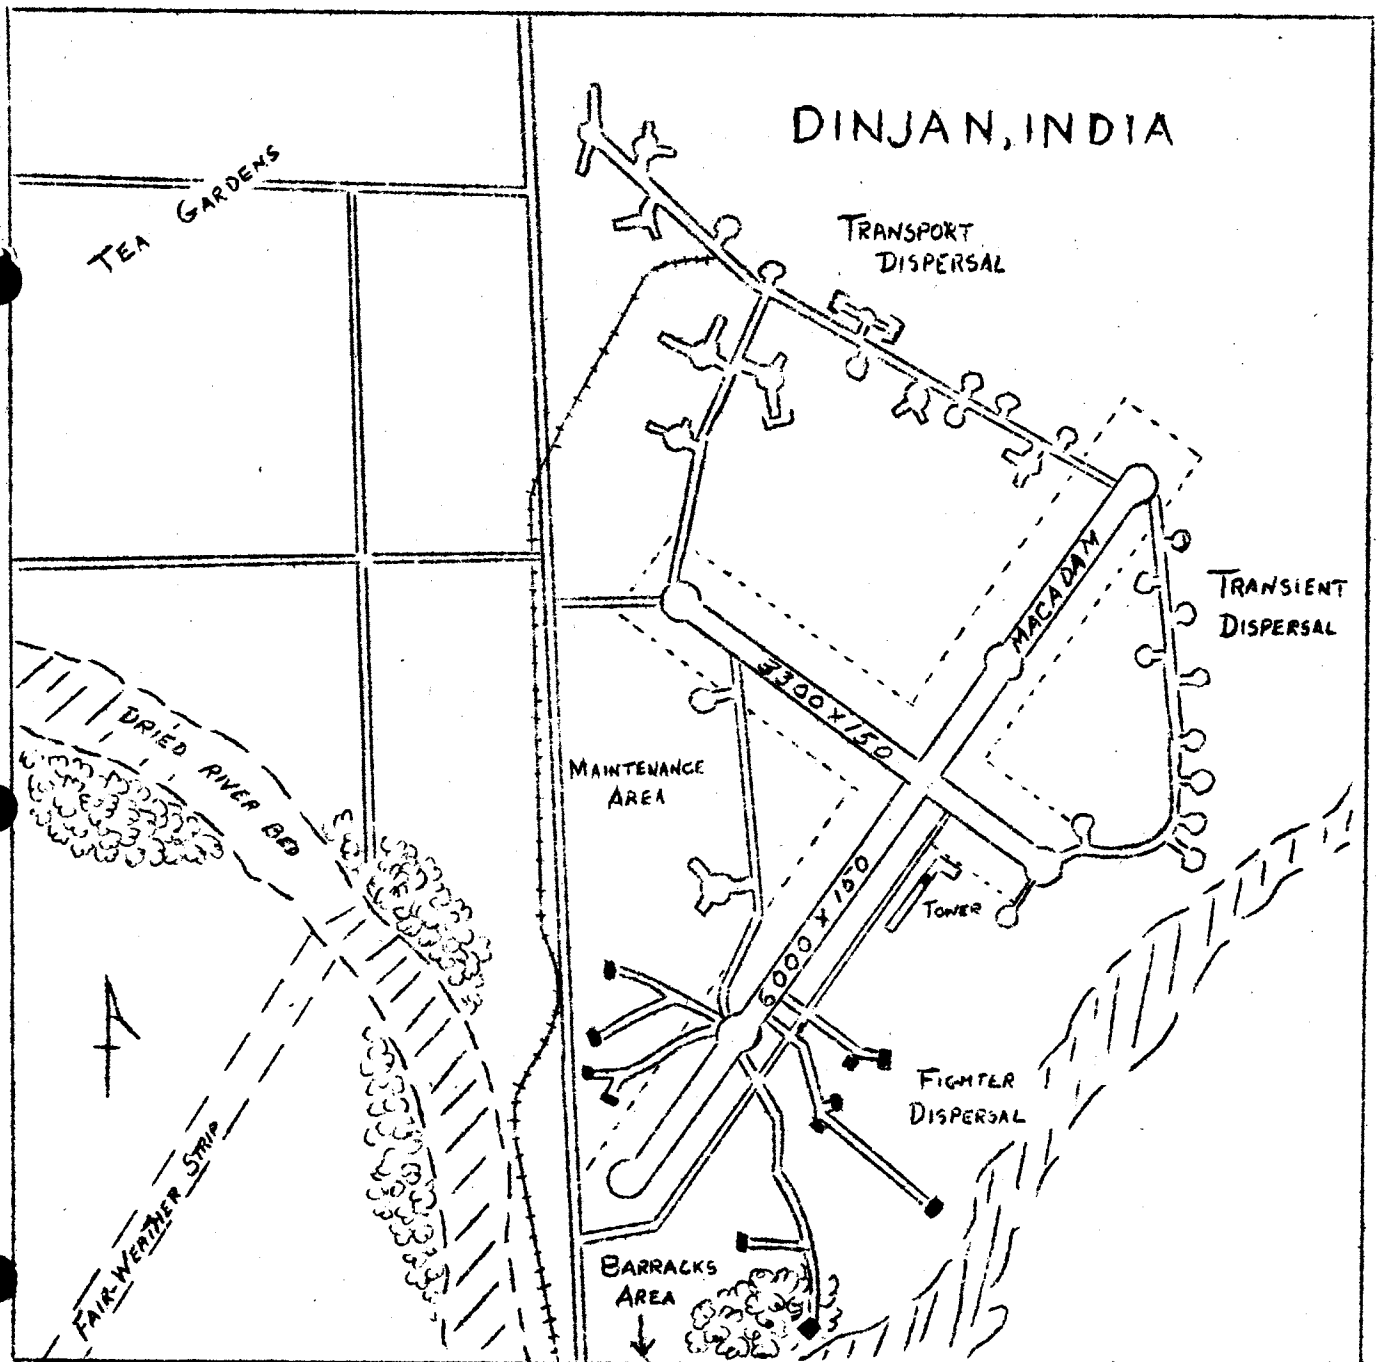 DINJAN, INDIA
TEA GARDENS
TRANSPORT
DISPERSAL
MACADAM
TRANSIENT
DISPERSAL
3300 x 150
DRIED RIVER BED
MAINTENANCE
AREA
6000 x 150
TOWER
FIGHTER
DISPERSAL
FAIR-WEATHER STRIP
BARRACKS
AREA